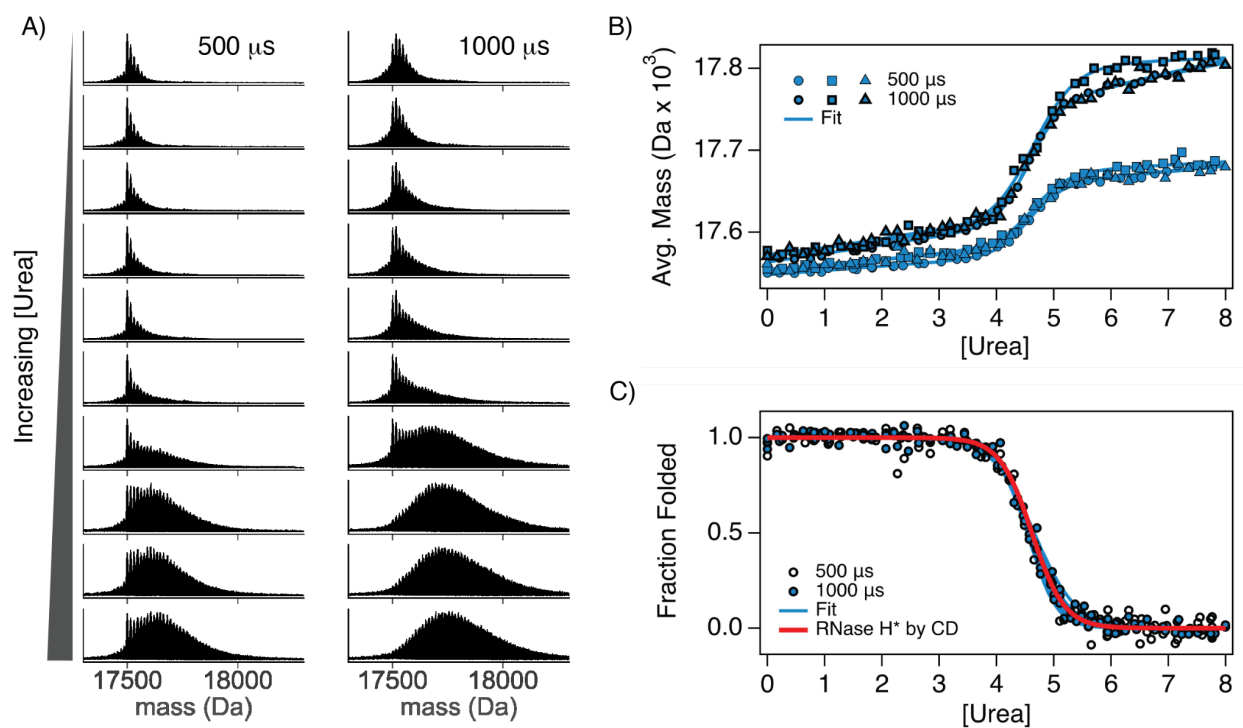 A)
500 μs
1000 μs
Increasing [Urea]
17500 18000
mass (Da)
17500 18000
mass (Da)
B)
Avg. Mass (Da x 10³)
17.8
17.7
17.6
500 μs
1000 μs
Fit
0 1 2 3 4 5 6 7 8
[Urea]
C)
Fraction Folded
1.0
0.5
0.0
500 μs
1000 μs
Fit
RNase H* by CD
0 1 2 3 4 5 6 7 8
[Urea]